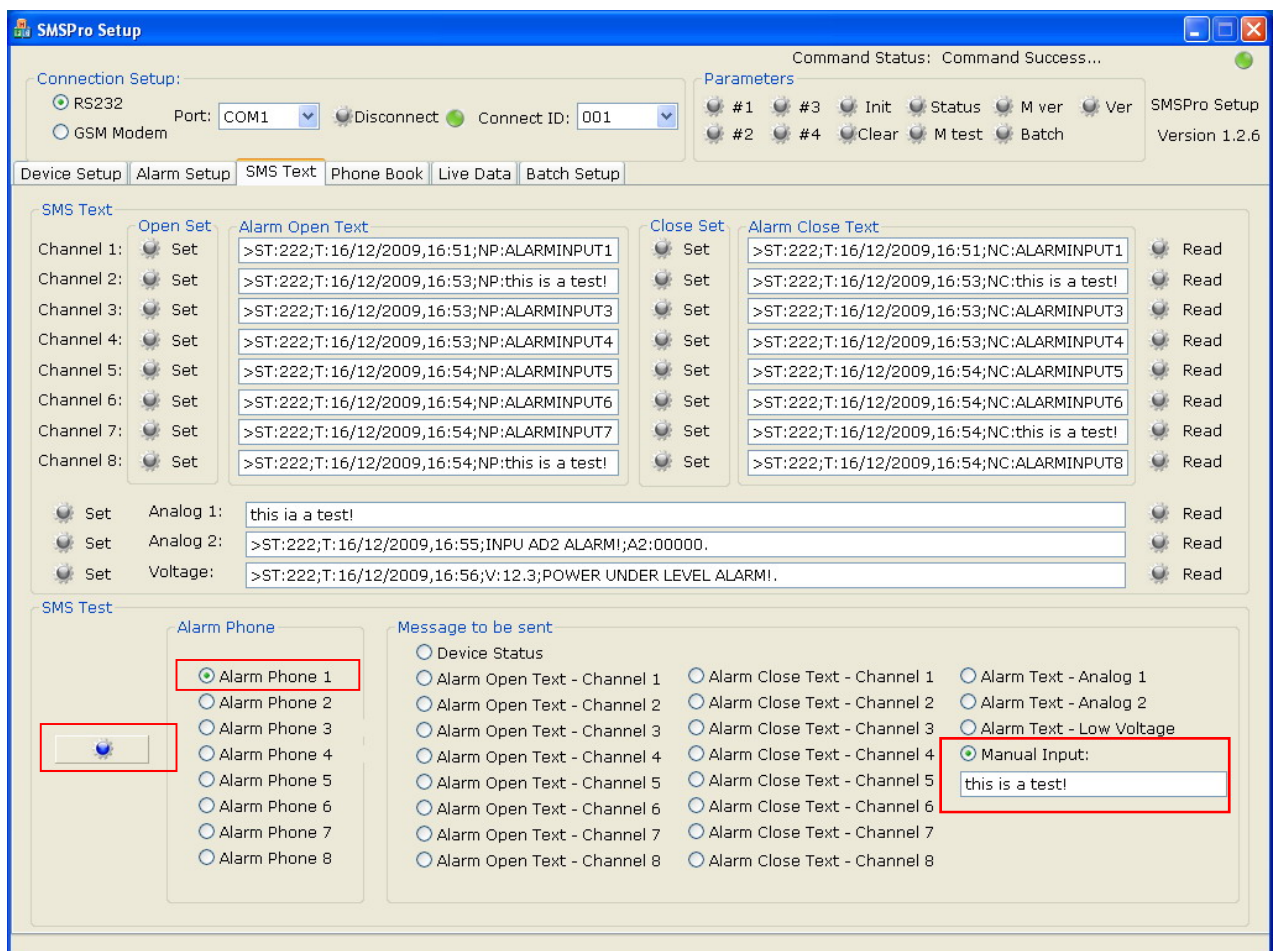 SMSPro Setup
Command Status: Command Success...
Connection Setup:
RS232
GSM Modem
Port: COM1 Disconnect Connect ID: 001
Parameters
#1 #3 Init Status M ver Ver
#2 #4 Clear M test Batch
SMSPro Setup
Version 1.2.6
Device Setup Alarm Setup SMS Text Phone Book Live Data Batch Setup
SMS Text
Open Set Alarm Open Text Close Set Alarm Close Text
Channel 1: Set >ST:222;T:16/12/2009,16:51;NP:ALARMINPUT1 Set >ST:222;T:16/12/2009,16:51;NC:ALARMINPUT1 Read
Channel 2: Set >ST:222;T:16/12/2009,16:53;NP:this is a test! Set >ST:222;T:16/12/2009,16:53;NC:this is a test! Read
Channel 3: Set >ST:222;T:16/12/2009,16:53;NP:ALARMINPUT3 Set >ST:222;T:16/12/2009,16:53;NC:ALARMINPUT3 Read
Channel 4: Set >ST:222;T:16/12/2009,16:53;NP:ALARMINPUT4 Set >ST:222;T:16/12/2009,16:53;NC:ALARMINPUT4 Read
Channel 5: Set >ST:222;T:16/12/2009,16:54;NP:ALARMINPUT5 Set >ST:222;T:16/12/2009,16:54;NC:ALARMINPUT5 Read
Channel 6: Set >ST:222;T:16/12/2009,16:54;NP:ALARMINPUT6 Set >ST:222;T:16/12/2009,16:54;NC:ALARMINPUT6 Read
Channel 7: Set >ST:222;T:16/12/2009,16:54;NP:ALARMINPUT7 Set >ST:222;T:16/12/2009,16:54;NC:this is a test! Read
Channel 8: Set >ST:222;T:16/12/2009,16:54;NP:this is a test! Set >ST:222;T:16/12/2009,16:54;NC:ALARMINPUT8 Read
Set Analog 1: this ia a test! Read
Set Analog 2: >ST:222;T:16/12/2009,16:55;INPU AD2 ALARM!;A2:00000. Read
Set Voltage: >ST:222;T:16/12/2009,16:56;V:12.3;POWER UNDER LEVEL ALARM!. Read
SMS Test
Alarm Phone
Alarm Phone 1
Alarm Phone 2
Alarm Phone 3
Alarm Phone 4
Alarm Phone 5
Alarm Phone 6
Alarm Phone 7
Alarm Phone 8
Message to be sent
Device Status
Alarm Open Text - Channel 1 Alarm Close Text - Channel 1 Alarm Text - Analog 1
Alarm Open Text - Channel 2 Alarm Close Text - Channel 2 Alarm Text - Analog 2
Alarm Open Text - Channel 3 Alarm Close Text - Channel 3 Alarm Text - Low Voltage
Alarm Open Text - Channel 4 Alarm Close Text - Channel 4 Manual Input:
Alarm Open Text - Channel 5 Alarm Close Text - Channel 5 this is a test!
Alarm Open Text - Channel 6 Alarm Close Text - Channel 6
Alarm Open Text - Channel 7 Alarm Close Text - Channel 7
Alarm Open Text - Channel 8 Alarm Close Text - Channel 8